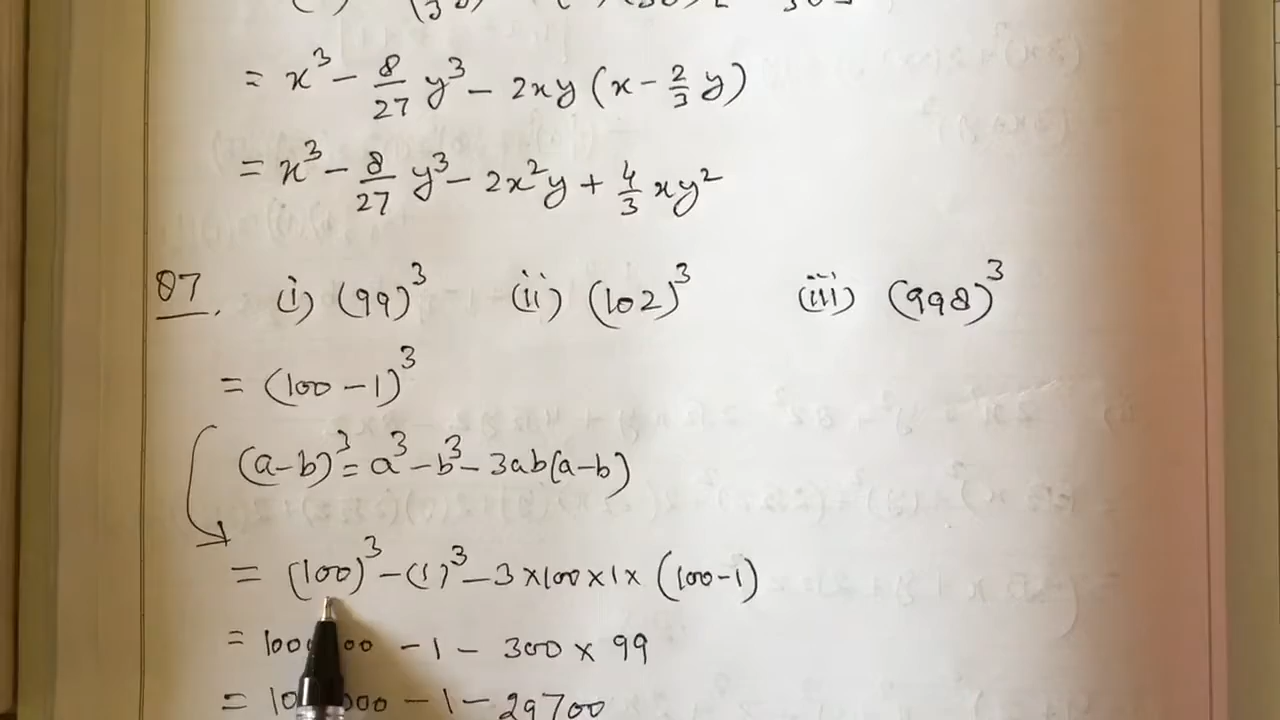 = x³ - 8/27 y³ - 2xy (x - 2/3 y)
= x³ - 8/27 y³ - 2x²y + 4/3 xy²
Q7. (i) (99)³ (ii) (102)³ (iii) (998)³
= (100 - 1)³
(a-b)³ = a³ - b³ - 3ab(a-b)
= (100)³ - (1)³ - 3 × 100 × 1 × (100-1)
- 1 - 300 × 99
- 1 - 29700